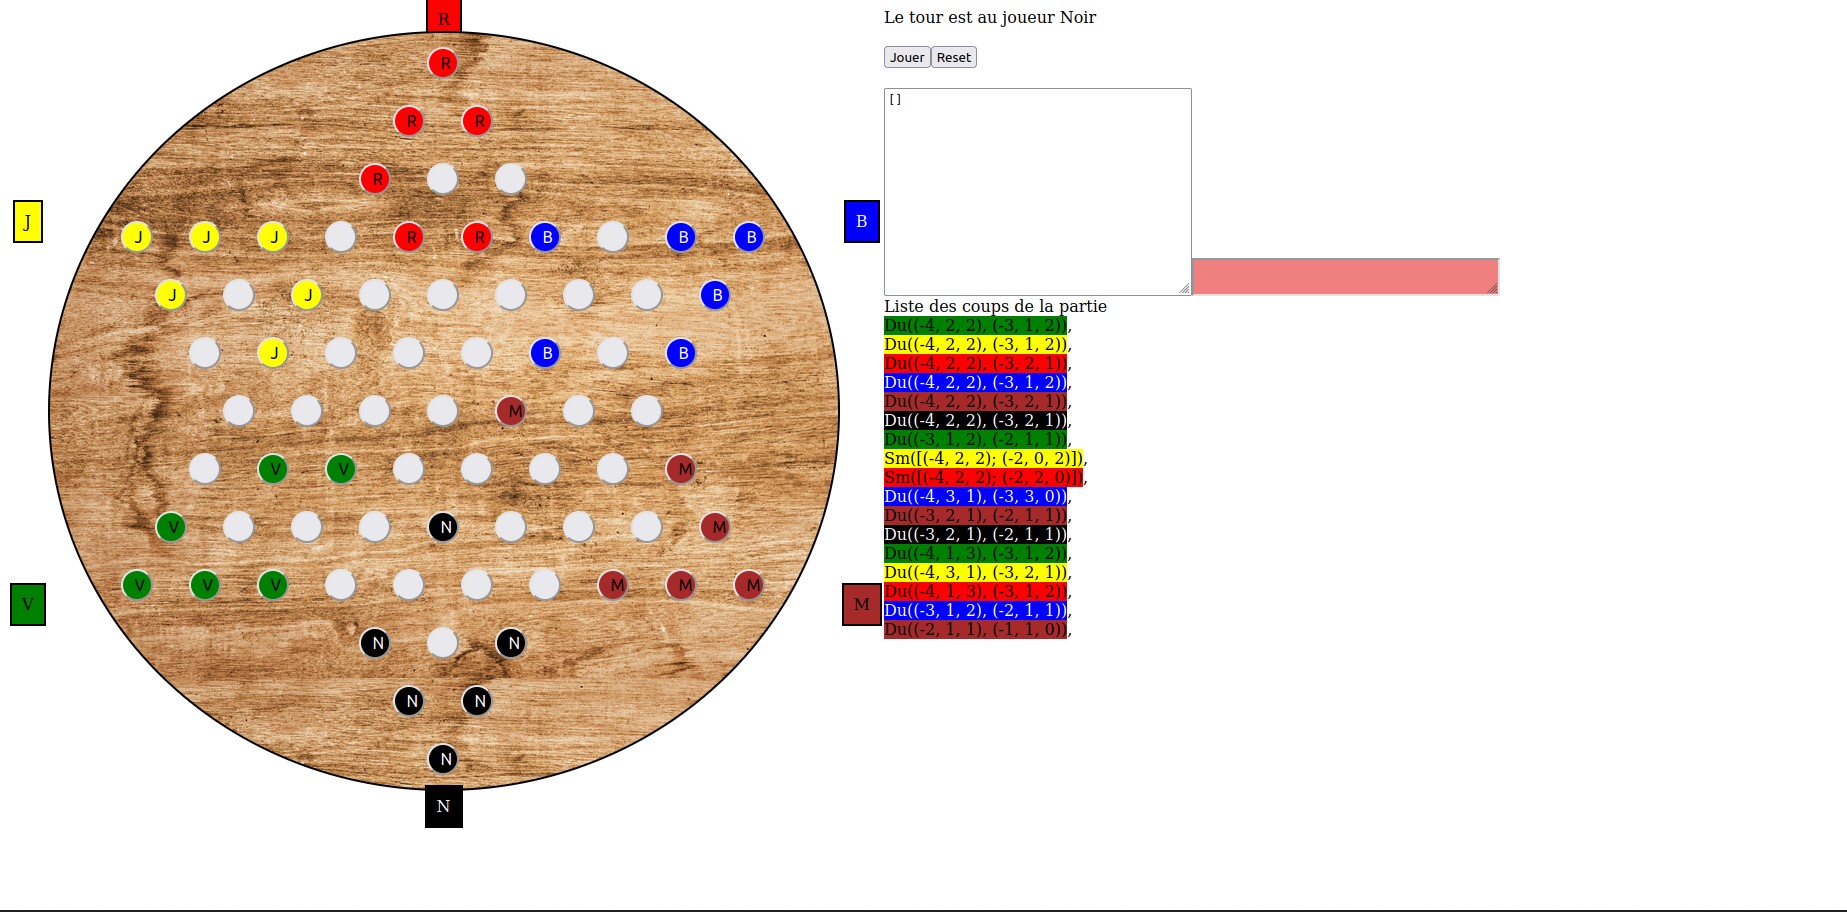 R
R
R R
R
J J J R R B B B
J J B
J B B
M
V V M
V N M
V V V M M M
N N
N N
N
N
J
B
V
M
Le tour est au joueur Noir
Jouer Reset
[]
Liste des coups de la partie
Du((-4, 2, 2), (-3, 1, 2)),
Du((-4, 2, 2), (-3, 1, 2)),
Du((-4, 2, 2), (-3, 2, 1)),
Du((-4, 2, 2), (-3, 1, 2)),
Du((-4, 2, 2), (-3, 2, 1)),
Du((-4, 2, 2), (-3, 2, 1)),
Du((-3, 1, 2), (-2, 1, 1)),
Sm([(-4, 2, 2); (-2, 0, 2)]),
Sm([(-4, 2, 2); (-2, 2, 0)]),
Du((-4, 3, 1), (-3, 3, 0)),
Du((-3, 2, 1), (-2, 1, 1)),
Du((-3, 2, 1), (-2, 1, 1)),
Du((-4, 1, 3), (-3, 1, 2)),
Du((-4, 3, 1), (-3, 2, 1)),
Du((-4, 1, 3), (-3, 1, 2)),
Du((-3, 1, 2), (-2, 1, 1)),
Du((-2, 1, 1), (-1, 1, 0)),